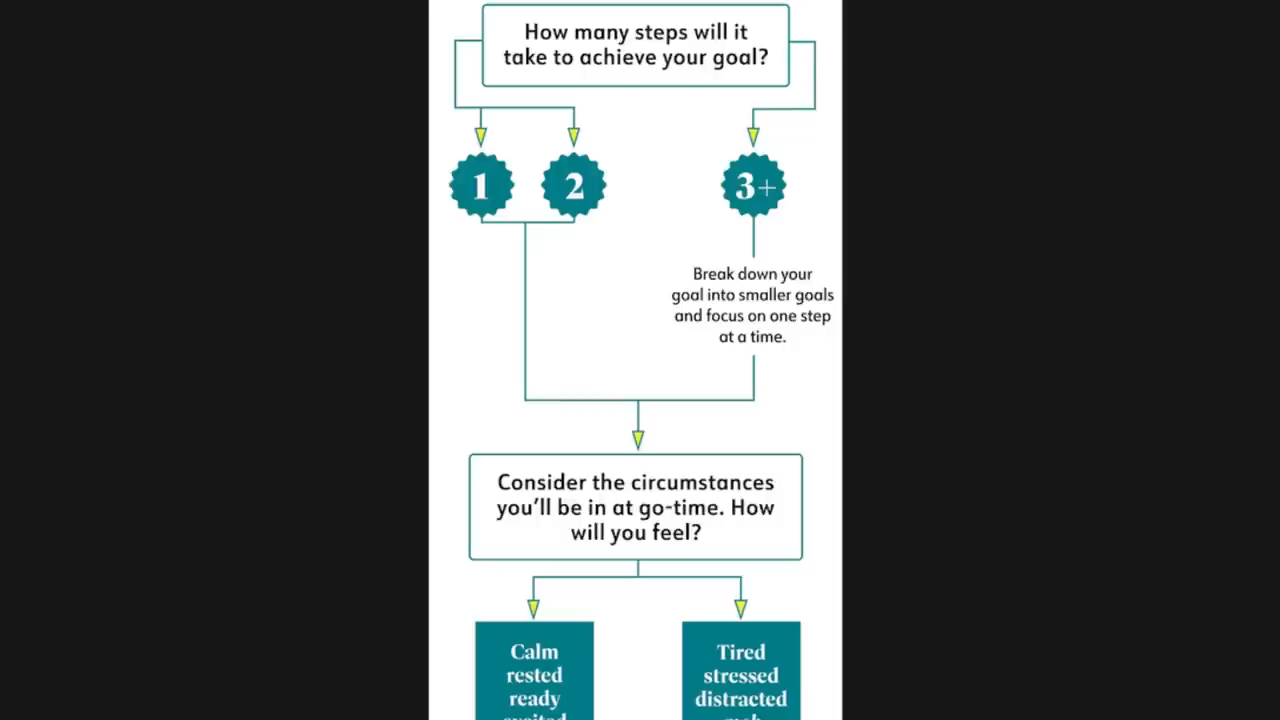 How many steps will it
take to achieve your goal?
1
2
3+
Break down your
goal into smaller goals
and focus on one step
at a time.
Consider the circumstances
you'll be in at go-time. How
will you feel?
Calm
rested
ready
excited
Tired
stressed
distracted